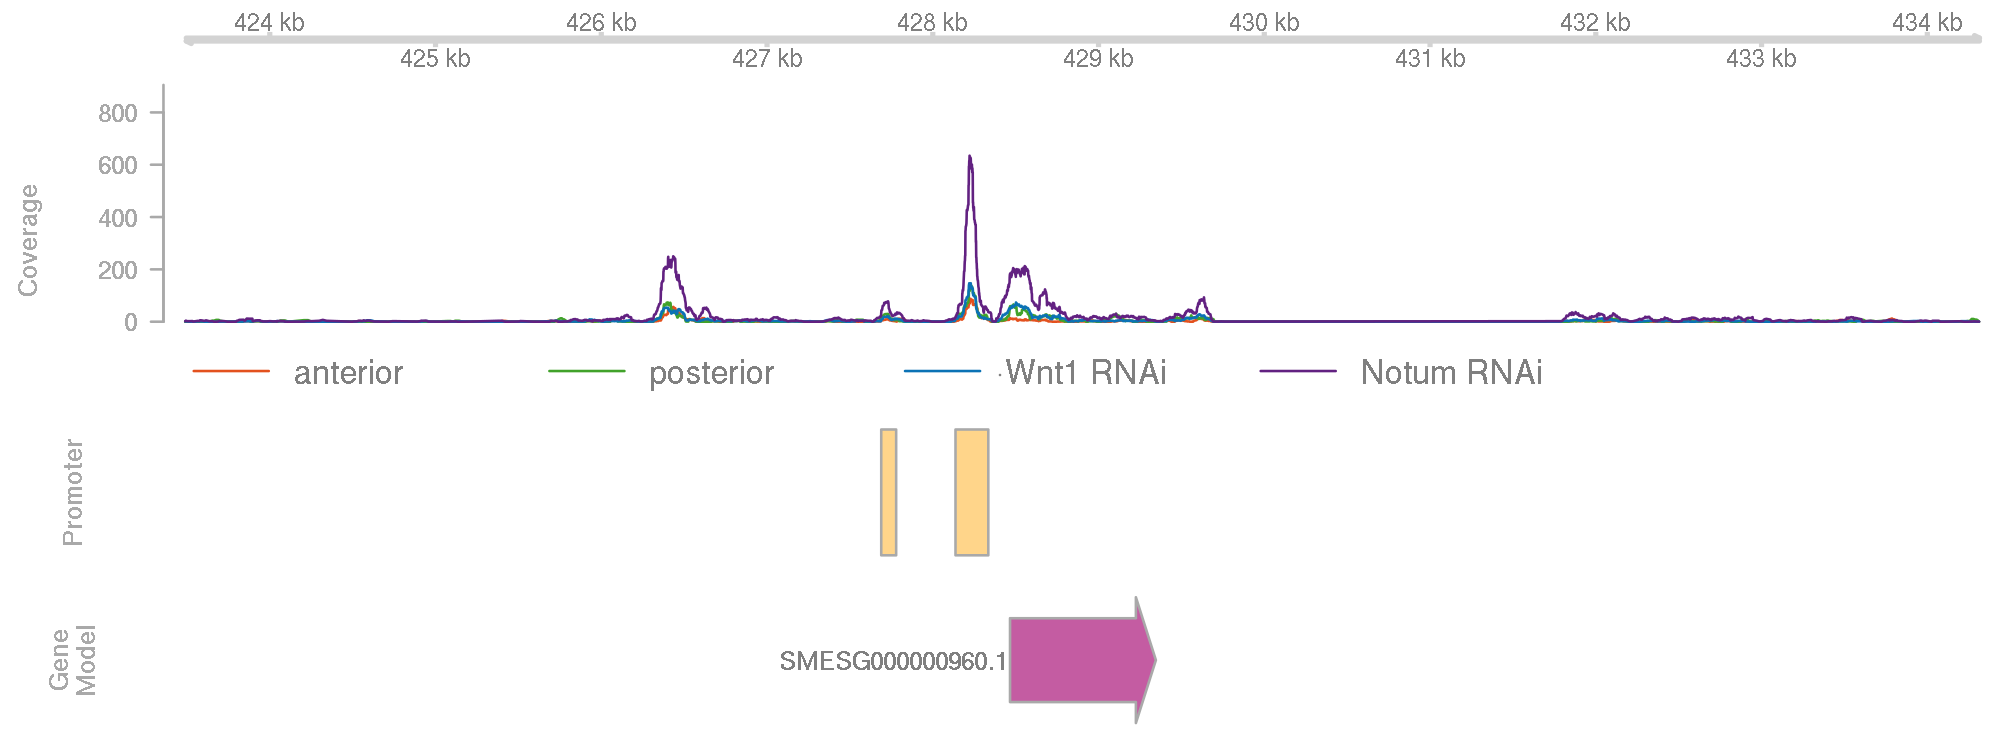 424 kb 426 kb 428 kb 430 kb 432 kb 434 kb
425 kb 427 kb 429 kb 431 kb 433 kb
Coverage
800
600
400
200
0
anterior posterior Wnt1 RNAi Notum RNAi
Promoter
Gene
Model
SMESG000000960.1